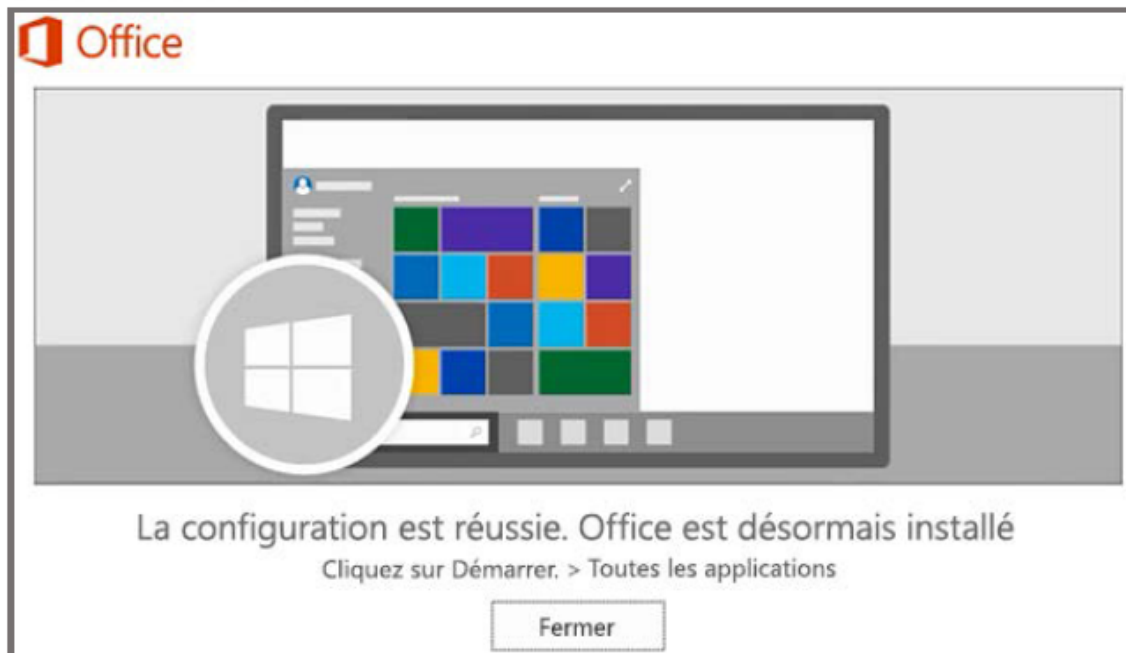 Office
La configuration est réussie. Office est désormais installé
Cliquez sur Démarrer. > Toutes les applications
Fermer